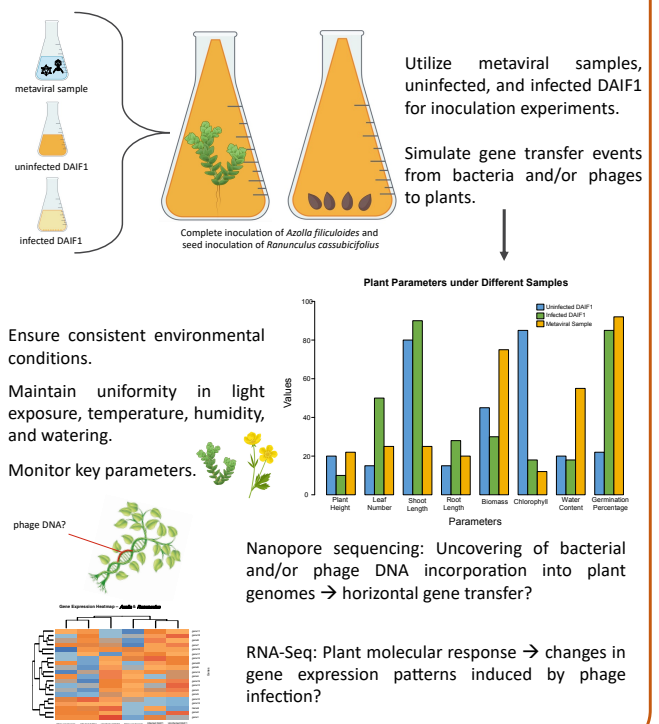 metaviral sample
uninfected DAIF1
infected DAIF1
Complete inoculation of Azolla filiculoides and
seed inoculation of Ranunculus cassubicifolius
Utilize metaviral samples,
uninfected, and infected DAIF1
for inoculation experiments.
Simulate gene transfer events
from bacteria and/or phages
to plants.
Ensure consistent environmental
conditions.
Maintain uniformity in light
exposure, temperature, humidity,
and watering.
Monitor key parameters.
Plant Parameters under Different Samples
Uninfected DAIF1
Infected DAIF1
Metaviral Sample
Values
100
80
60
40
20
0
Plant Height
Leaf Number
Shoot Length
Root Length
Biomass
Chlorophyll
Water Content
Germination Percentage
Parameters
phage DNA?
Gene Expression Heatmap –
Nanopore sequencing: Uncovering of bacterial
and/or phage DNA incorporation into plant
genomes → horizontal gene transfer?
RNA-Seq: Plant molecular response → changes in
gene expression patterns induced by phage
infection?